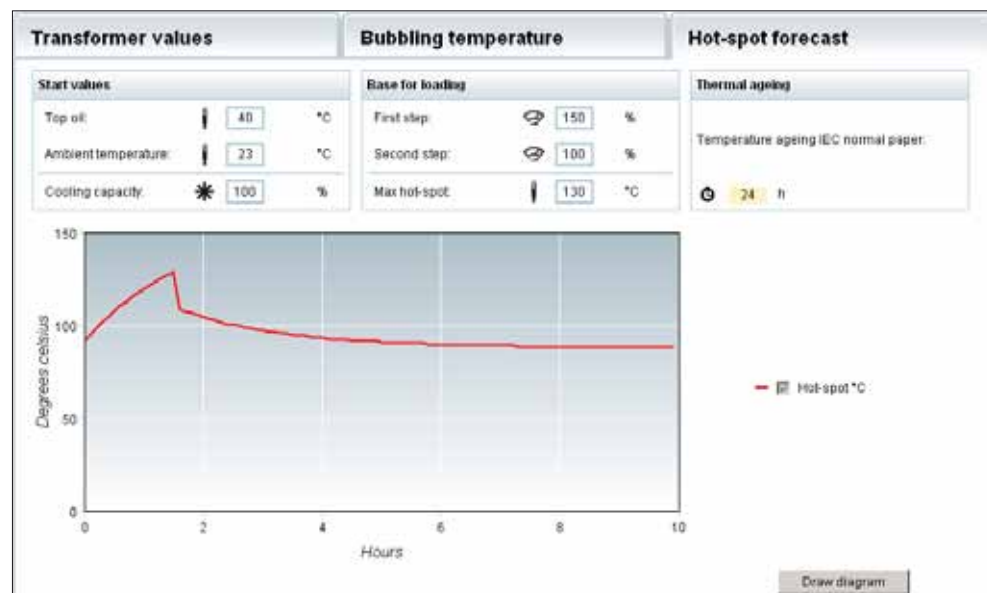 Transformer values
Bubbling temperature
Hot-spot forecast
Start values
Top oil: 40 °C
Ambient temperature: 23 °C
Cooling capacity: 100 %
Base for loading
First step: 150 %
Second step: 100 %
Max hot-spot: 130 °C
Thermal ageing
Temperature ageing IEC normal paper:
24 h
150
100
50
0
Degrees celsius
0 2 4 6 8 10
Hours
Hot-spot °C
Draw diagram